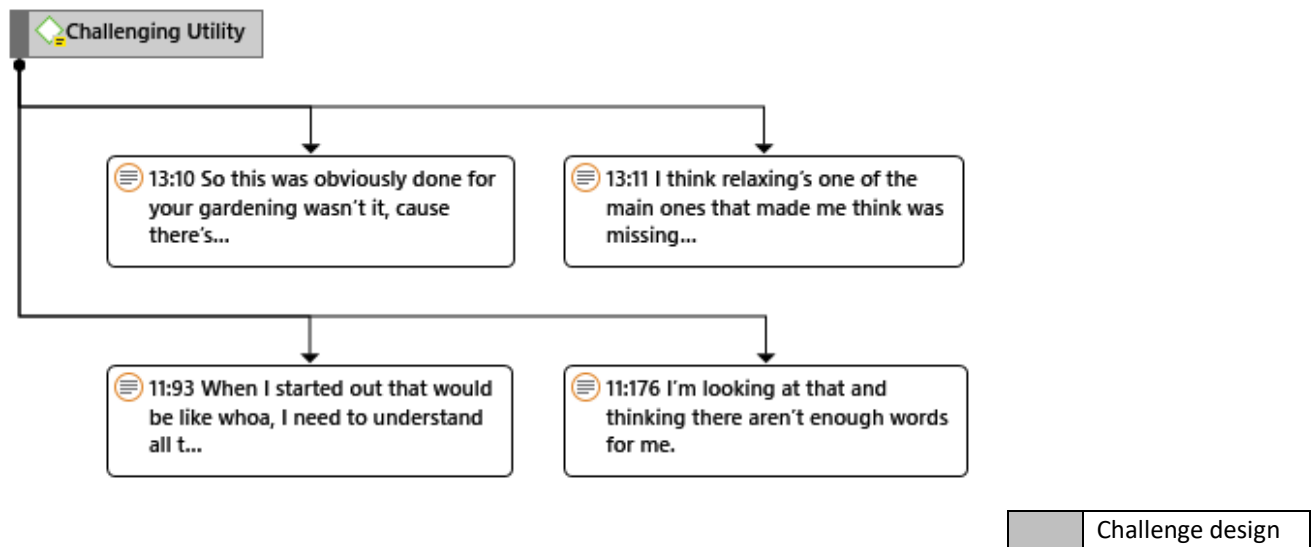 Challenging Utility
13:10 So this was obviously done for
your gardening wasn't it, cause
there's...
13:11 I think relaxing's one of the
main ones that made me think was
missing...
11:93 When I started out that would
be like whoa, I need to understand
all t...
11:176 I'm looking at that and
thinking there aren't enough words
for me.
Challenge design